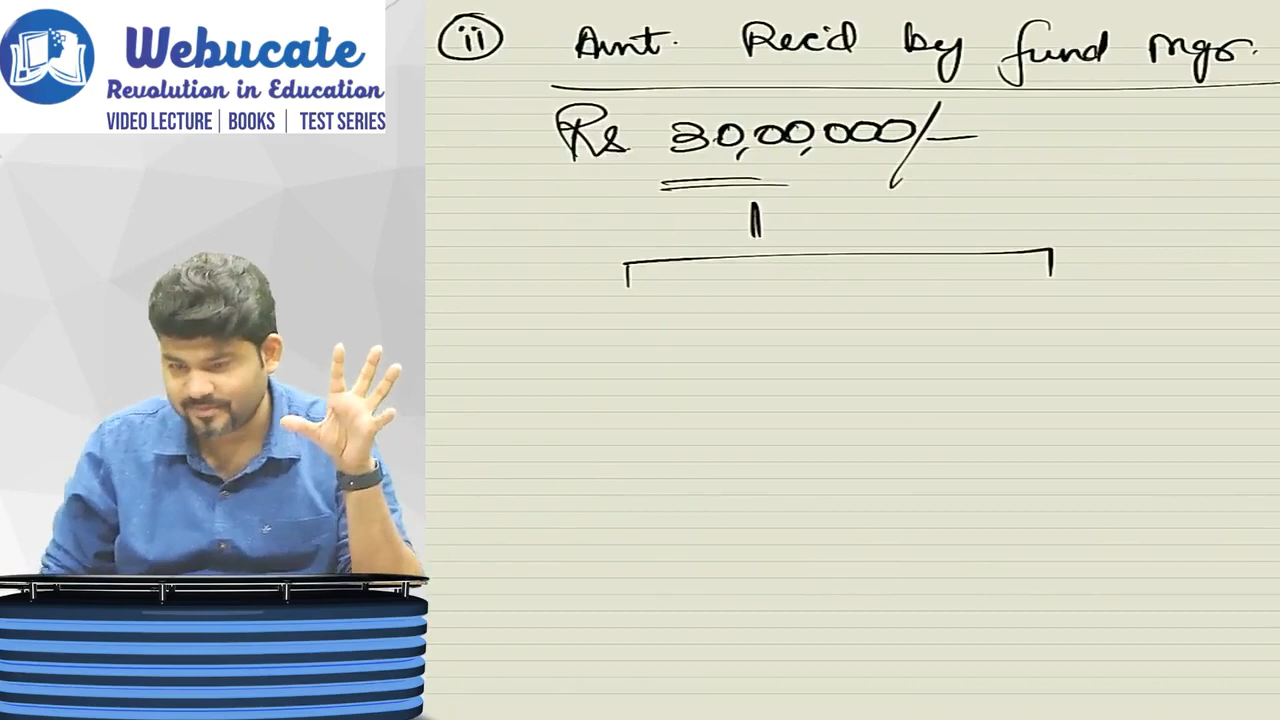 Webucate
Revolution in Education
VIDEO LECTURE | BOOKS | TEST SERIES
(ii) Amt. Rec'd by fund Mgr.
Rs 30,00,000/-